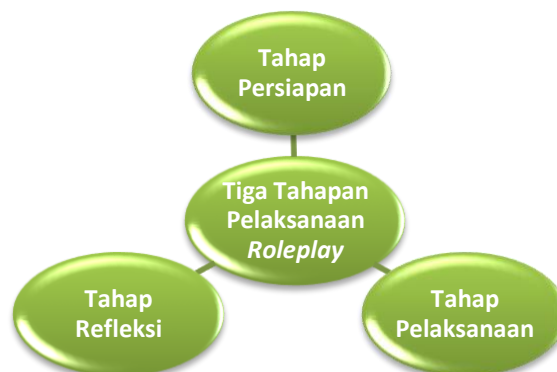 Tahap
Persiapan
Tiga Tahapan
Pelaksanaan
Roleplay
Tahap
Refleksi
Tahap
Pelaksanaan